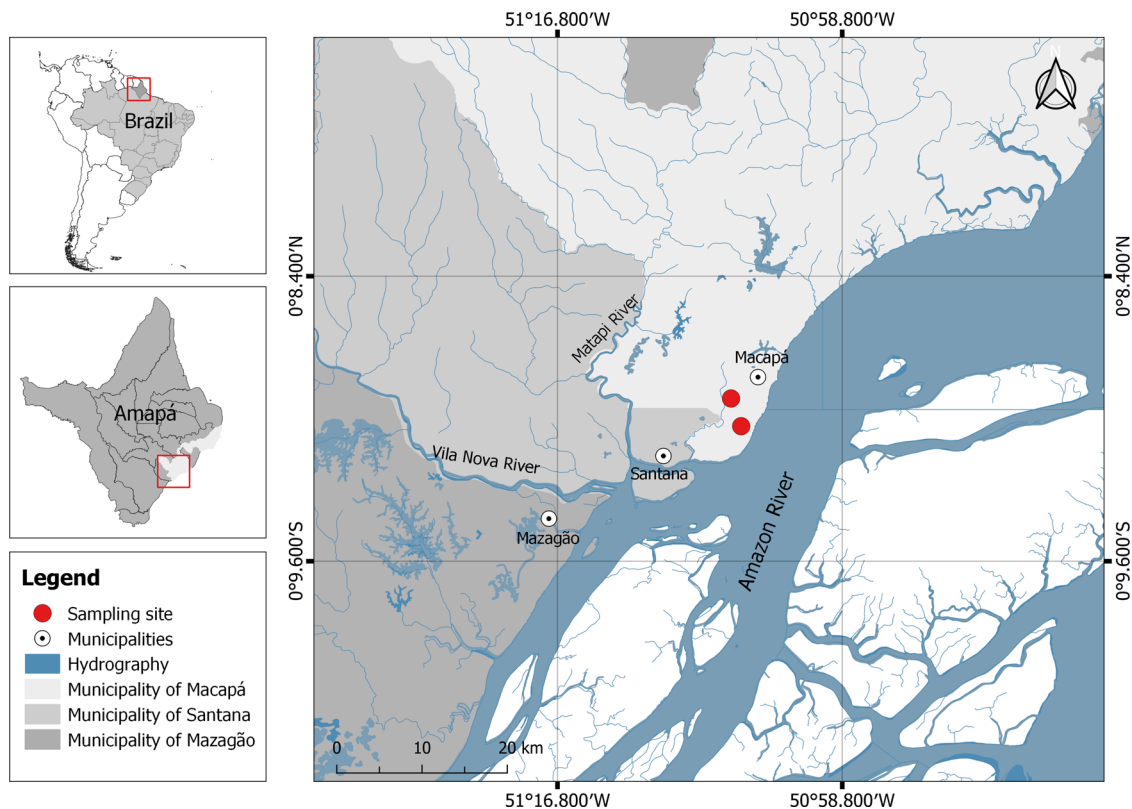 51°16.800′W
50°58.800′W
Brazil
N
0°8.400′N
0°8.400′N
Matapi River
Macapá
Amapá
Vila Nova River
Santana
Mazagão
Amazon River
0°9.600′S
0°9.600′S
Legend
Sampling site
Municipalities
Hydrography
Municipality of Macapá
Municipality of Santana
Municipality of Mazagão
0 10 20 km
51°16.800′W
50°58.800′W